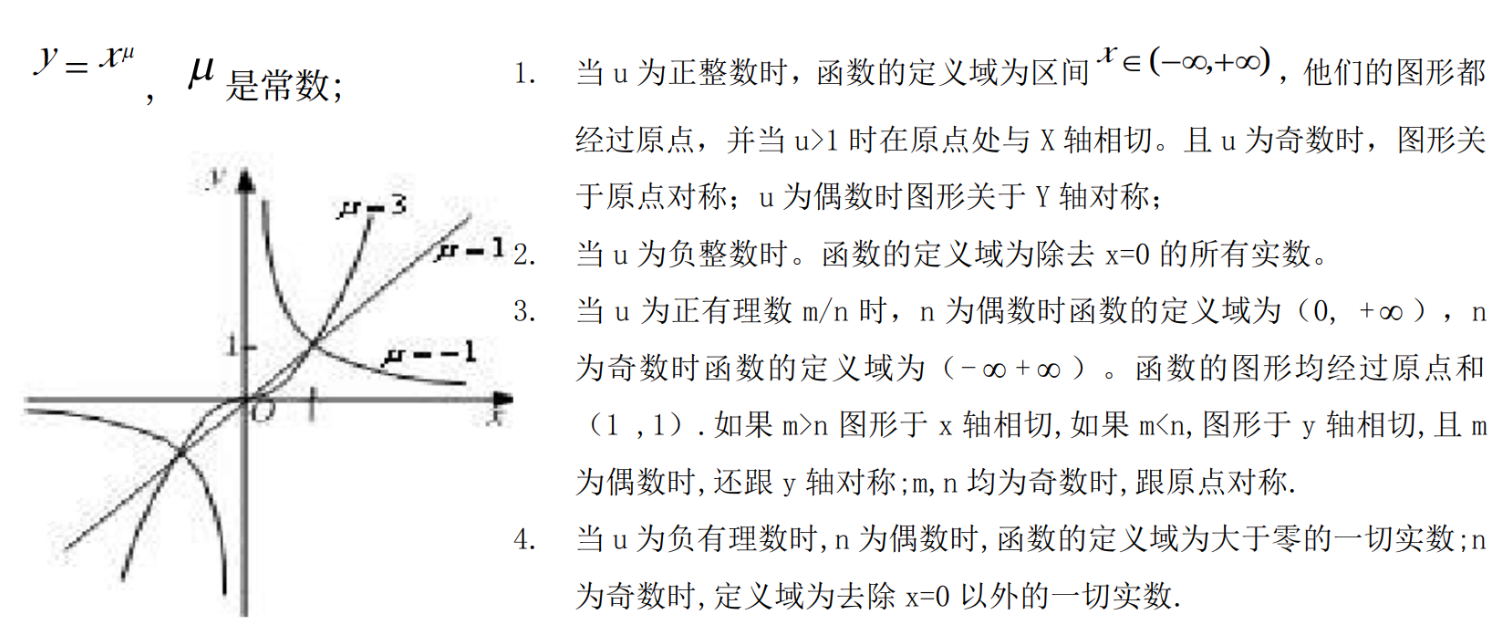 y = x^μ , μ 是常数;
y
μ=3
μ=1
1
μ=-1
O
1
x
1. 当 u 为正整数时，函数的定义域为区间 x∈(-∞,+∞)，他们的图形都
经过原点，并当 u>1 时在原点处与 X 轴相切。且 u 为奇数时，图形关
于原点对称；u 为偶数时图形关于 Y 轴对称；
2. 当 u 为负整数时。函数的定义域为除去 x=0 的所有实数。
3. 当 u 为正有理数 m/n 时，n 为偶数时函数的定义域为（0, +∞），n
为奇数时函数的定义域为（-∞+∞）。函数的图形均经过原点和
（1 ,1）.如果 m>n 图形于 x 轴相切,如果 m<n,图形于 y 轴相切,且 m
为偶数时,还跟 y 轴对称;m,n 均为奇数时,跟原点对称.
4. 当 u 为负有理数时,n 为偶数时,函数的定义域为大于零的一切实数;n
为奇数时,定义域为去除 x=0 以外的一切实数.